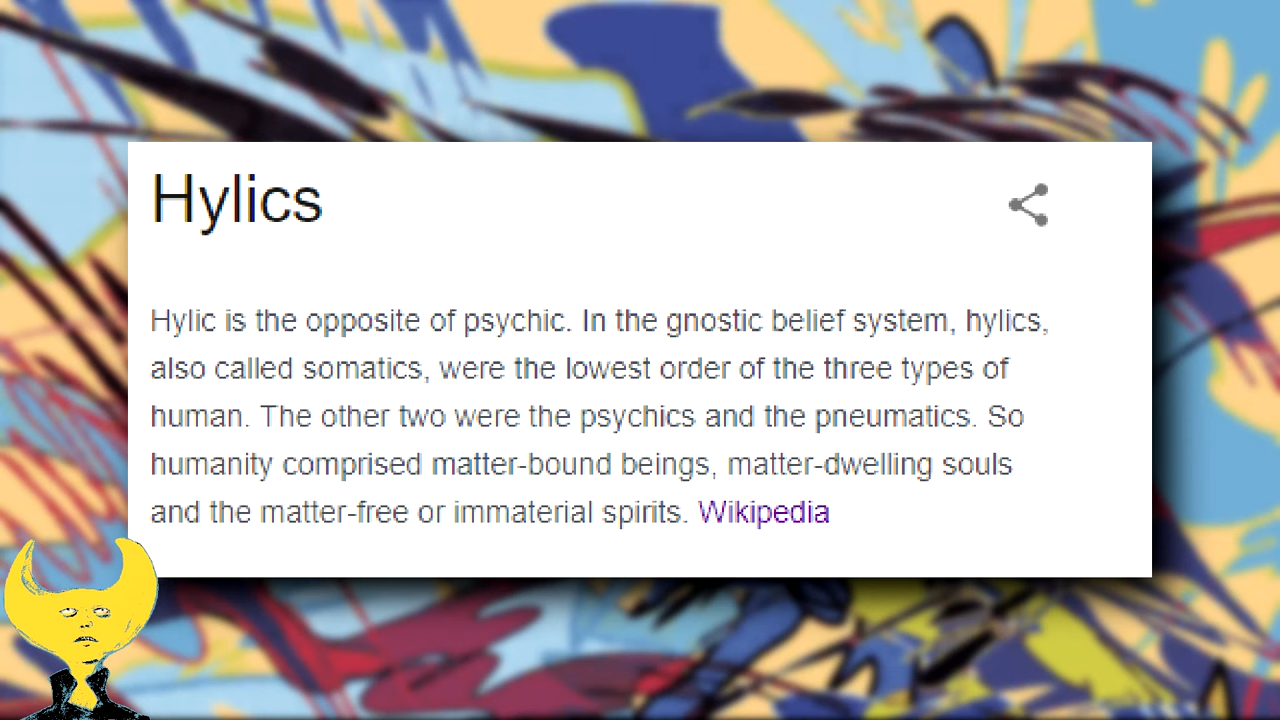 Hylics
Hylic is the opposite of psychic. In the gnostic belief system, hylics,
also called somatics, were the lowest order of the three types of
human. The other two were the psychics and the pneumatics. So
humanity comprised matter-bound beings, matter-dwelling souls
and the matter-free or immaterial spirits. Wikipedia